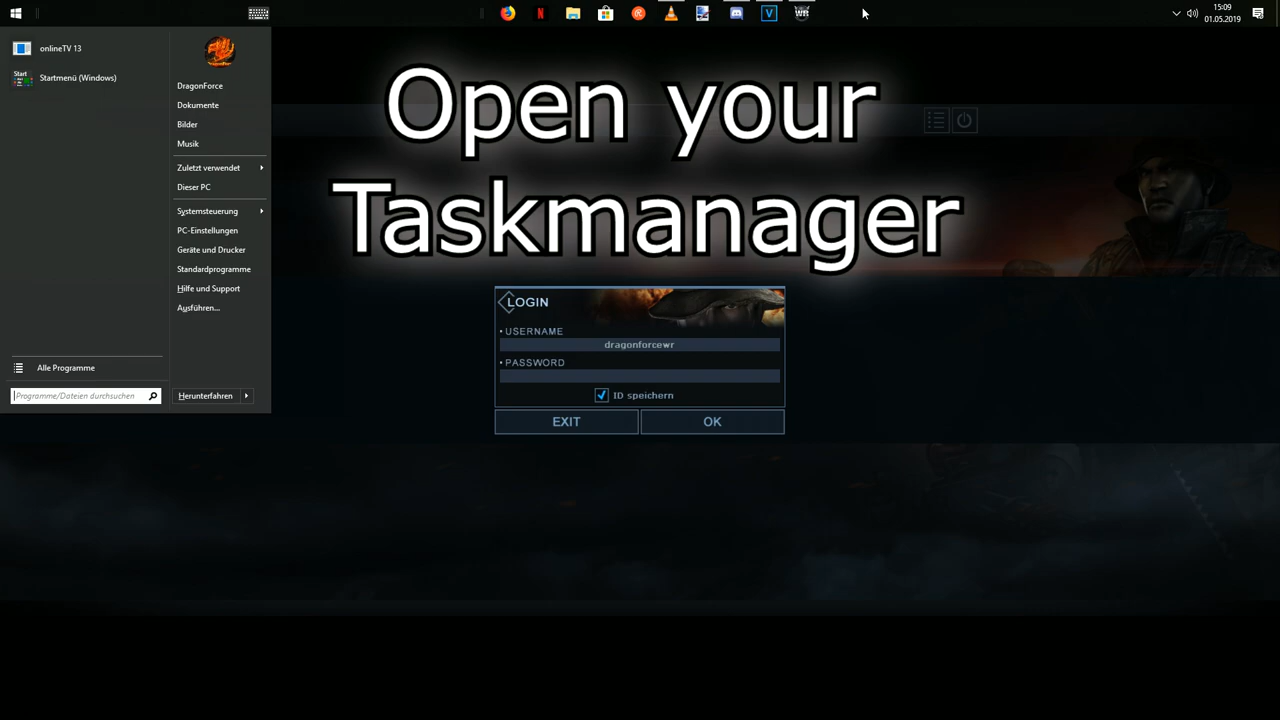 15:09
01.05.2019
onlineTV 13
Startmenü (Windows)
Alle Programme
Programme/Dateien durchsuchen
DragonForce
Dokumente
Bilder
Musik
Zuletzt verwendet
Dieser PC
Systemsteuerung
PC-Einstellungen
Geräte und Drucker
Standardprogramme
Hilfe und Support
Ausführen...
Herunterfahren
Open your
Taskmanager
LOGIN
• USERNAME
dragonforcewr
• PASSWORD
ID speichern
EXIT
OK
Start
N
V
WR